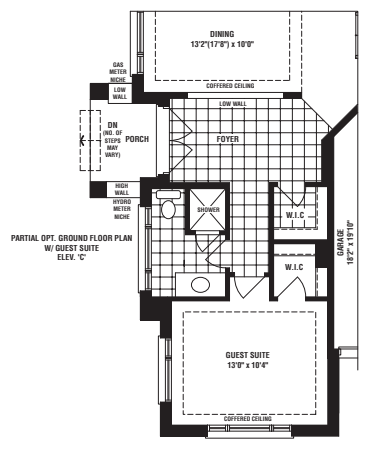 DINING
13'2"(17'8") x 10'0"
COFFERED CEILING
GAS
METER
NICHE
LOW
WALL
LOW WALL
DN
(NO. OF
STEPS
MAY
VARY)
PORCH
FOYER
HIGH
WALL
HYDRO
METER
NICHE
SHOWER
W.I.C
PARTIAL OPT. GROUND FLOOR PLAN
W/ GUEST SUITE
ELEV. 'C'
W.I.C
GARAGE
18'2" x 19'10"
GUEST SUITE
13'0" x 10'4"
COFFERED CEILING